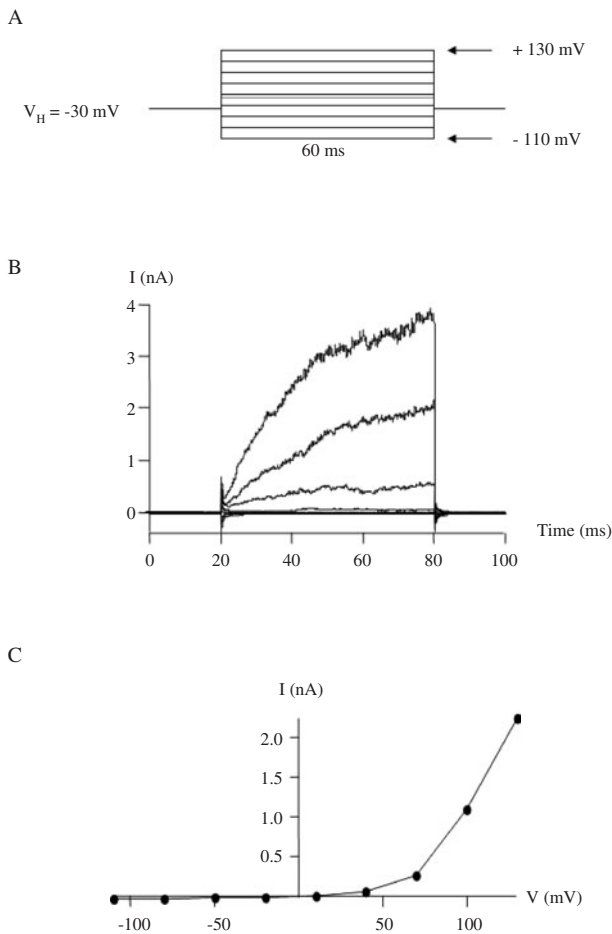 A
+ 130 mV
V_H = -30 mV
- 110 mV
60 ms
B
I (nA)
4
3
2
1
0
Time (ms)
0 20 40 60 80 100
C
I (nA)
2.0
1.5
1.0
0.5
-100 -50 50 100 V (mV)